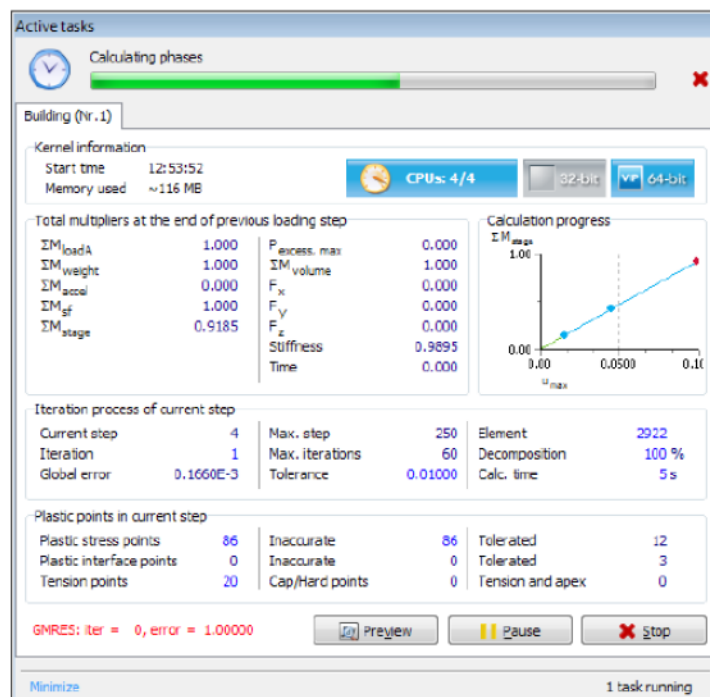 Active tasks
Calculating phases
Building (Nr.1)
Kernel information
Start time 12:53:52
Memory used ~116 MB
CPUs: 4/4
32-bit
VIP 64-bit
Total multipliers at the end of previous loading step
ΣMloadA 1.000 Pexcess, max 0.000
ΣMweight 1.000 ΣMvolume 1.000
ΣMaccel 0.000 Fx 0.000
ΣMsf 1.000 Fy 0.000
ΣMstage 0.9185 Fz 0.000
Stiffness 0.9895
Time 0.000
Calculation progress
ΣMstage
1.00
0.00
0.00 0.0500 0.10
umax
Iteration process of current step
Current step 4 Max. step 250 Element 2922
Iteration 1 Max. iterations 60 Decomposition 100 %
Global error 0.1660E-3 Tolerance 0.01000 Calc. time 5 s
Plastic points in current step
Plastic stress points 86 Inaccurate 86 Tolerated 12
Plastic interface points 0 Inaccurate 0 Tolerated 3
Tension points 20 Cap/Hard points 0 Tension and apex 0
GMRES: Iter = 0, error = 1.00000
Preview
Pause
Stop
Minimize
1 task running